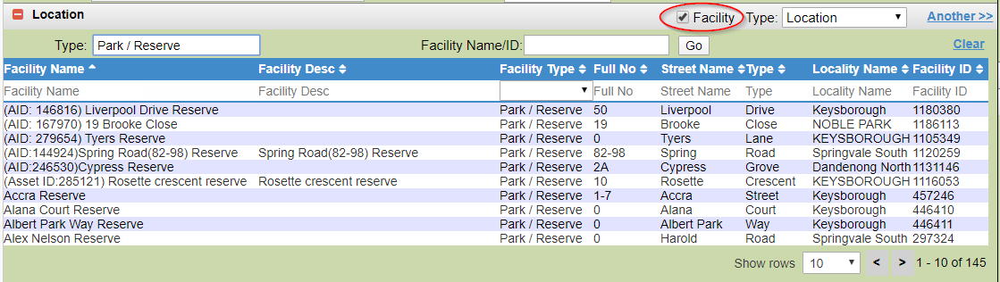 Location Facility Type: Location Another >>
Type: Park / Reserve Facility Name/ID: Go Clear
Facility Name Facility Desc Facility Type Full No Street Name Type Locality Name Facility ID
Facility Name Facility Desc Full No Street Name Type Locality Name Facility ID
(AID: 146816) Liverpool Drive Reserve Park / Reserve 50 Liverpool Drive Keysborough 1180380
(AID: 167970) 19 Brooke Close Park / Reserve 19 Brooke Close NOBLE PARK 1186113
(AID: 279654) Tyers Reserve Park / Reserve 0 Tyers Lane KEYSBOROUGH 1105349
(AID:144924)Spring Road(82-98) Reserve Spring Road(82-98) Reserve Park / Reserve 82-98 Spring Road Springvale South 1120259
(AID:246530)Cypress Reserve Park / Reserve 2A Cypress Grove Dandenong North 1131146
(Asset ID:285121) Rosette crescent reserve Rosette crescent reserve Park / Reserve 10 Rosette Crescent KEYSBOROUGH 1116053
Accra Reserve Park / Reserve 1-7 Accra Street Keysborough 457246
Alana Court Reserve Park / Reserve 0 Alana Court Keysborough 446410
Albert Park Way Reserve Park / Reserve 0 Albert Park Way Keysborough 446411
Alex Nelson Reserve Park / Reserve 0 Harold Road Springvale South 297324
Show rows 10 < > 1 - 10 of 145